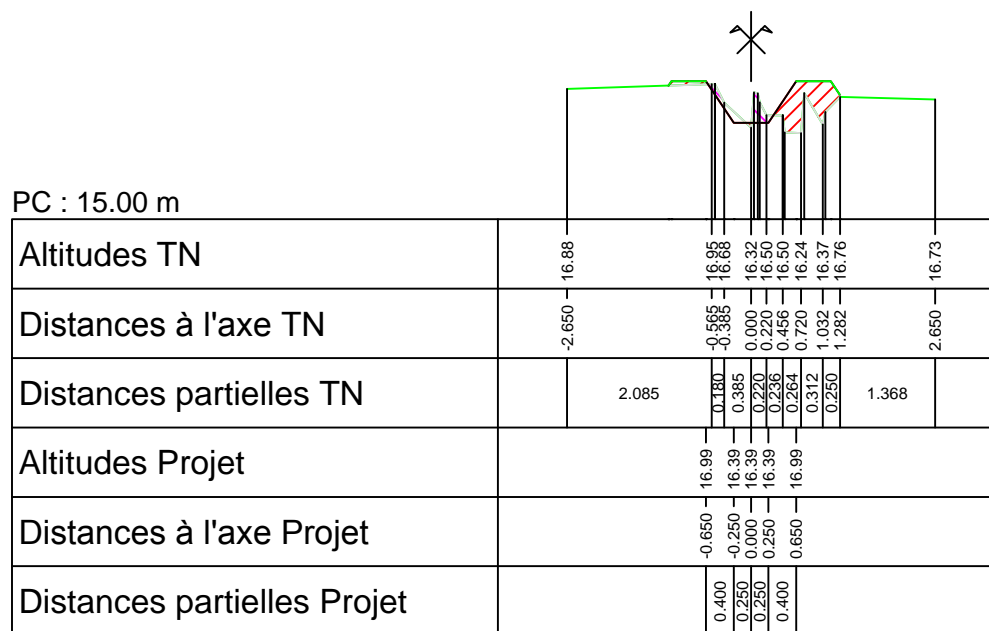 PC : 15.00 m
Altitudes TN
16.88 16.95 16.68 16.32 16.50 16.50 16.24 16.37 16.76 16.73
Distances à l'axe TN
-2.650 -0.565 -0.385 0.000 0.220 0.456 0.720 1.032 1.282 2.650
Distances partielles TN
2.085 0.180 0.385 0.220 0.236 0.264 0.312 0.250 1.368
Altitudes Projet
16.99 16.39 16.39 16.39 16.99
Distances à l'axe Projet
-0.650 -0.250 0.000 0.250 0.650
Distances partielles Projet
0.400 0.250 0.250 0.400